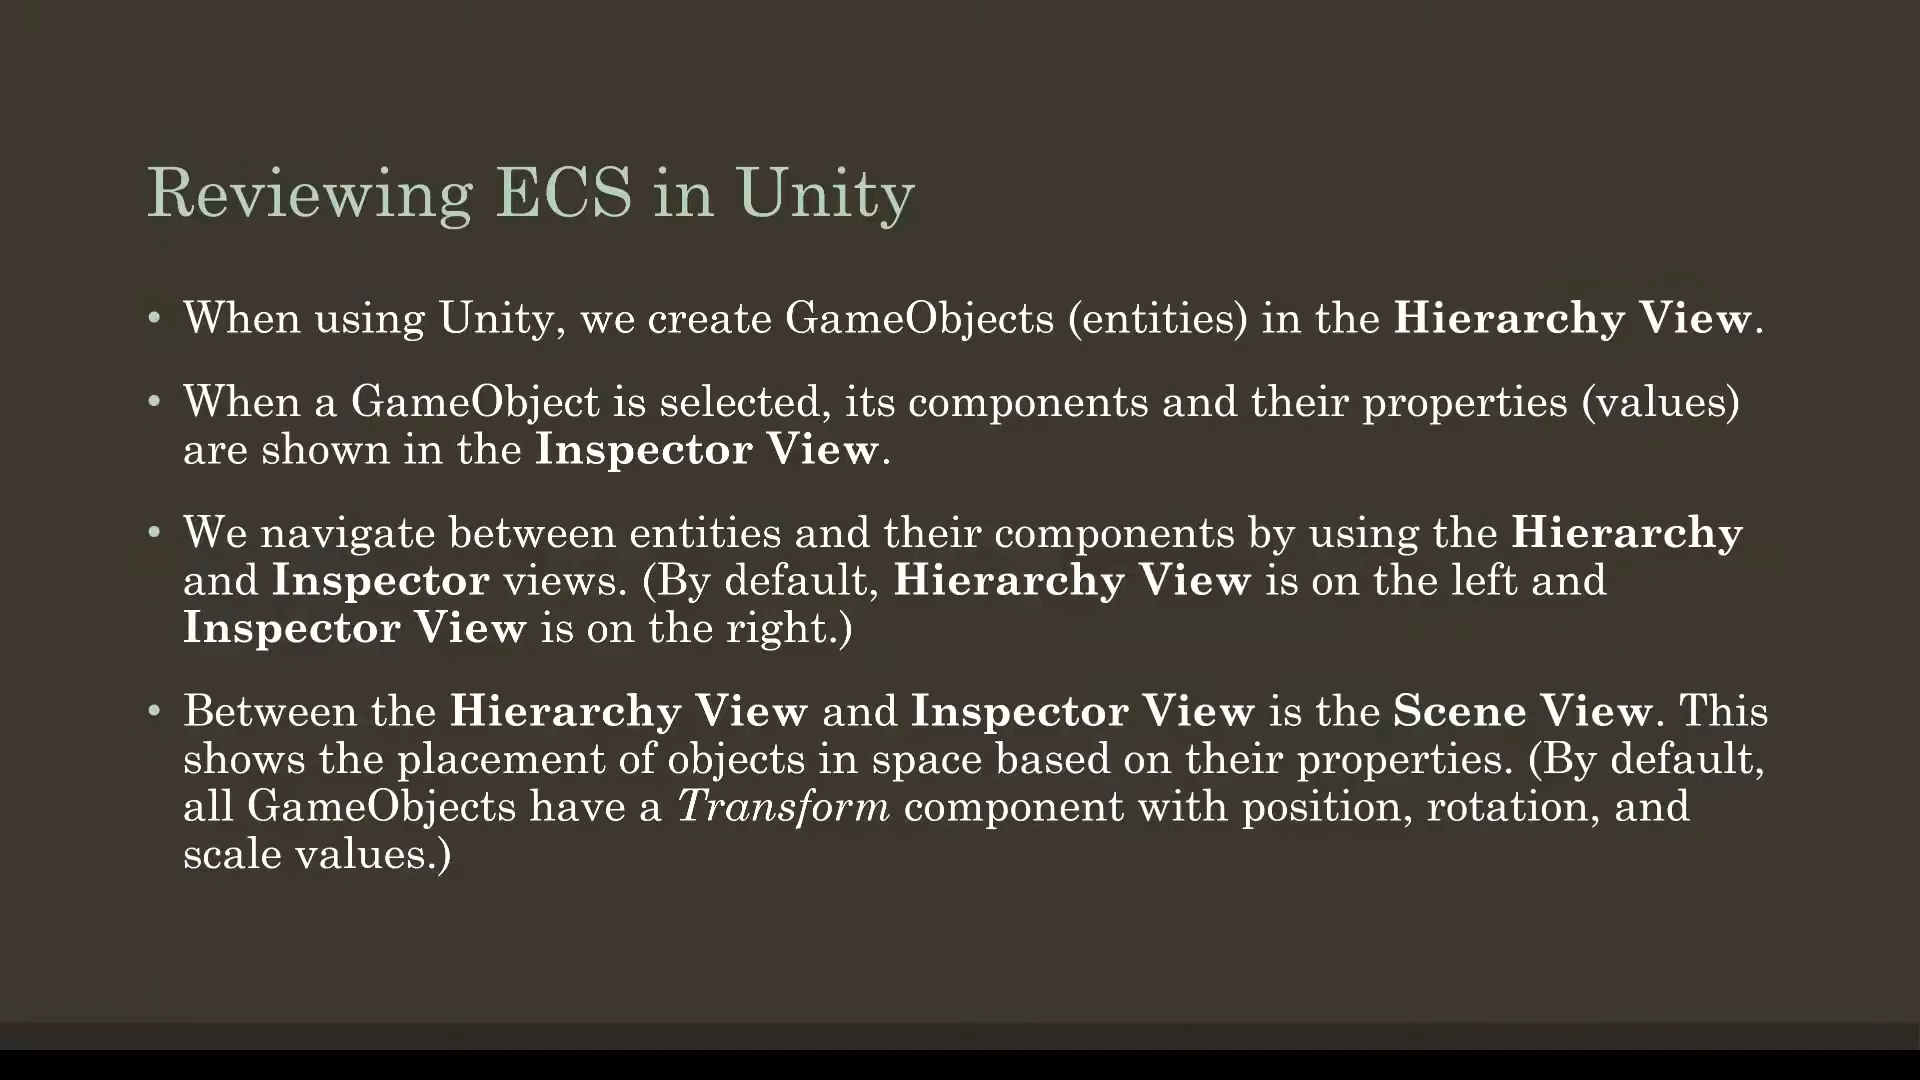 Reviewing ECS in Unity
• When using Unity, we create GameObjects (entities) in the Hierarchy View.
• When a GameObject is selected, its components and their properties (values)
are shown in the Inspector View.
• We navigate between entities and their components by using the Hierarchy
and Inspector views. (By default, Hierarchy View is on the left and
Inspector View is on the right.)
• Between the Hierarchy View and Inspector View is the Scene View. This
shows the placement of objects in space based on their properties. (By default,
all GameObjects have a Transform component with position, rotation, and
scale values.)